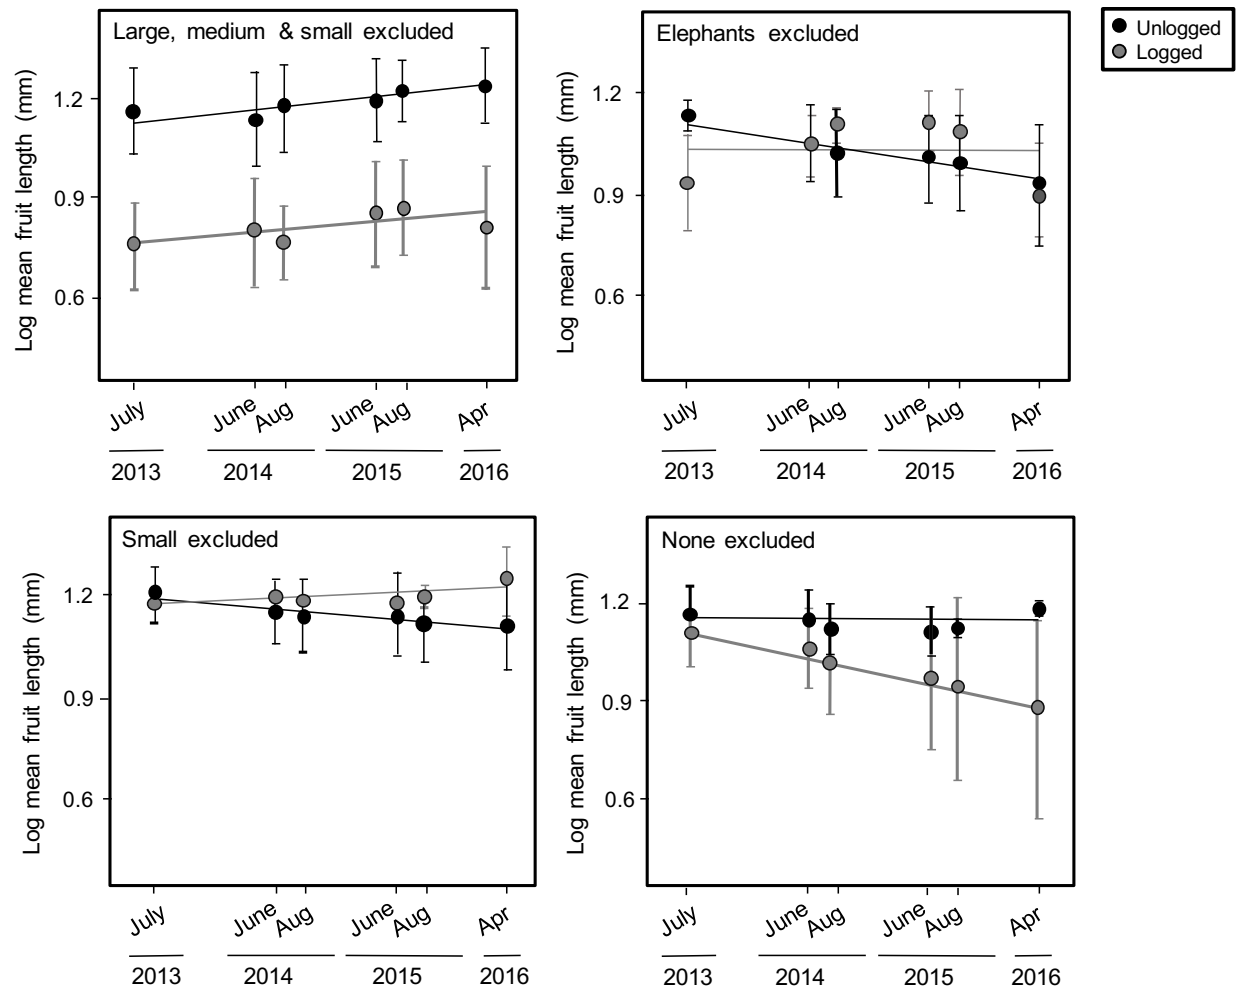 Large, medium & small excluded
Log mean fruit length (mm)
1.2
0.9
0.6
July June Aug June Aug Apr
2013 2014 2015 2016
Elephants excluded
Log mean fruit length (mm)
1.2
0.9
0.6
July June Aug June Aug Apr
2013 2014 2015 2016
Unlogged
Logged
Small excluded
Log mean fruit length (mm)
1.2
0.9
0.6
July June Aug June Aug Apr
2013 2014 2015 2016
None excluded
Log mean fruit length (mm)
1.2
0.9
0.6
July June Aug June Aug Apr
2013 2014 2015 2016